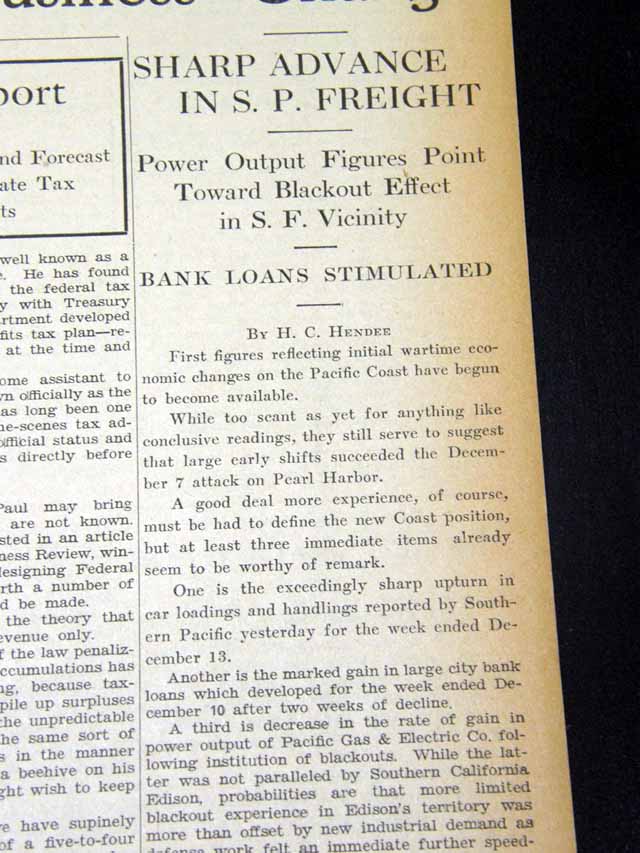 port
nd Forecast
ate Tax
ts
well known as a
. He has found
the federal tax
y with Treasury
rtment developed
fits tax plan—re-
at the time and
ome assistant to
vn officially as the
as long been one
ne-scenes tax ad-
official status and
s directly before
Paul may bring
are not known.
sted in an article
ness Review, win-
designing Federal
rth a number of
d be made.
the theory that
evenue only.
f the law penaliz-
ccumulations has
ng, because tax-
pile up surpluses
the unpredictable
he same sort of
s in the manner
a beehive on his
ght wish to keep
ve have supinely
of a five-to-four
SHARP ADVANCE
IN S. P. FREIGHT
Power Output Figures Point
Toward Blackout Effect
in S. F. Vicinity
BANK LOANS STIMULATED
BY H. C. HENDEE
First figures reflecting initial wartime eco-
nomic changes on the Pacific Coast have begun
to become available.
While too scant as yet for anything like
conclusive readings, they still serve to suggest
that large early shifts succeeded the Decem-
ber 7 attack on Pearl Harbor.
A good deal more experience, of course,
must be had to define the new Coast position,
but at least three immediate items already
seem to be worthy of remark.
One is the exceedingly sharp upturn in
car loadings and handlings reported by South-
ern Pacific yesterday for the week ended De-
cember 13.
Another is the marked gain in large city bank
loans which developed for the week ended De-
cember 10 after two weeks of decline.
A third is decrease in the rate of gain in
power output of Pacific Gas & Electric Co. fol-
lowing institution of blackouts. While the lat-
ter was not paralleled by Southern California
Edison, probabilities are that more limited
blackout experience in Edison's territory was
more than offset by new industrial demand as
defense work felt an immediate further speed-